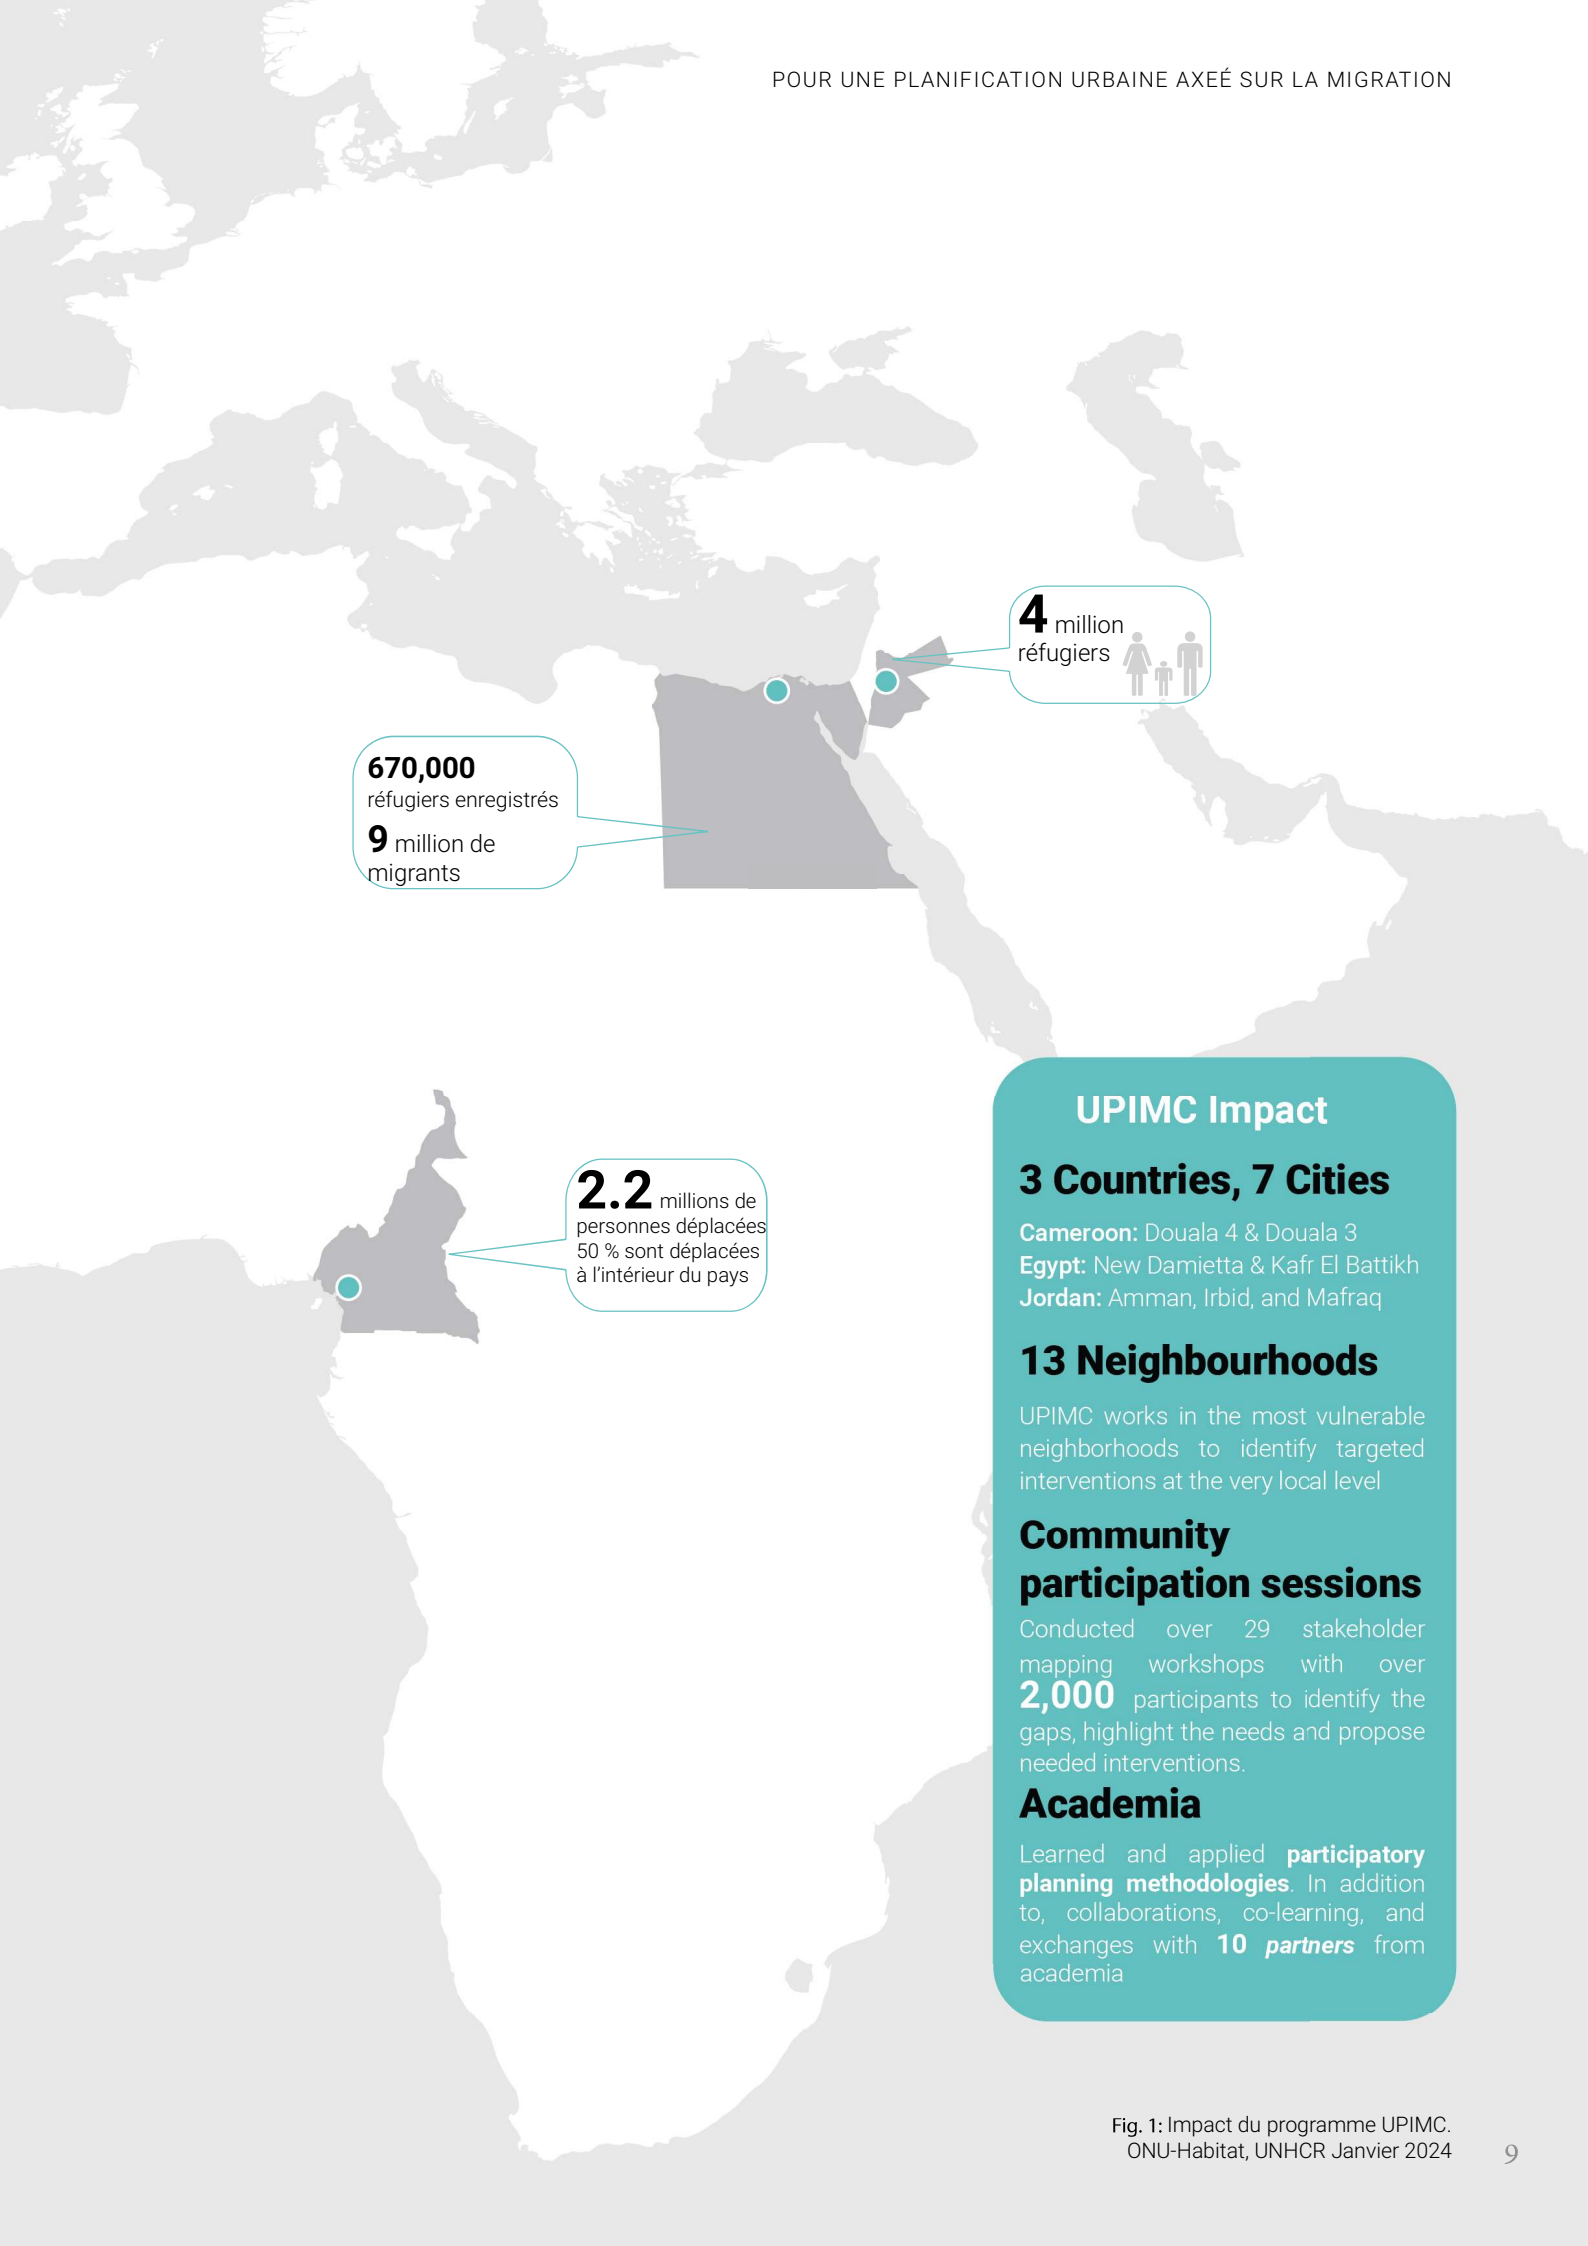 POUR UNE PLANIFICATION URBAINE AXEÉ SUR LA MIGRATION
4 million
réfugiers
670,000
réfugiers enregistrés
9 million de
migrants
2.2 millions de
personnes déplacées
50 % sont déplacées
à l'intérieur du pays
UPIMC Impact
3 Countries, 7 Cities
Cameroon: Douala 4 & Douala 3
Egypt: New Damietta & Kafr El Battikh
Jordan: Amman, Irbid, and Mafraq
13 Neighbourhoods
UPIMC works in the most vulnerable
neighborhoods to identify targeted
interventions at the very local level
Community
participation sessions
Conducted over 29 stakeholder
mapping workshops with over
2,000 participants to identify the
gaps, highlight the needs and propose
needed interventions.
Academia
Learned and applied participatory
planning methodologies. In addition
to, collaborations, co-learning, and
exchanges with 10 partners from
academia
Fig. 1: Impact du programme UPIMC.
ONU-Habitat, UNHCR Janvier 2024
9